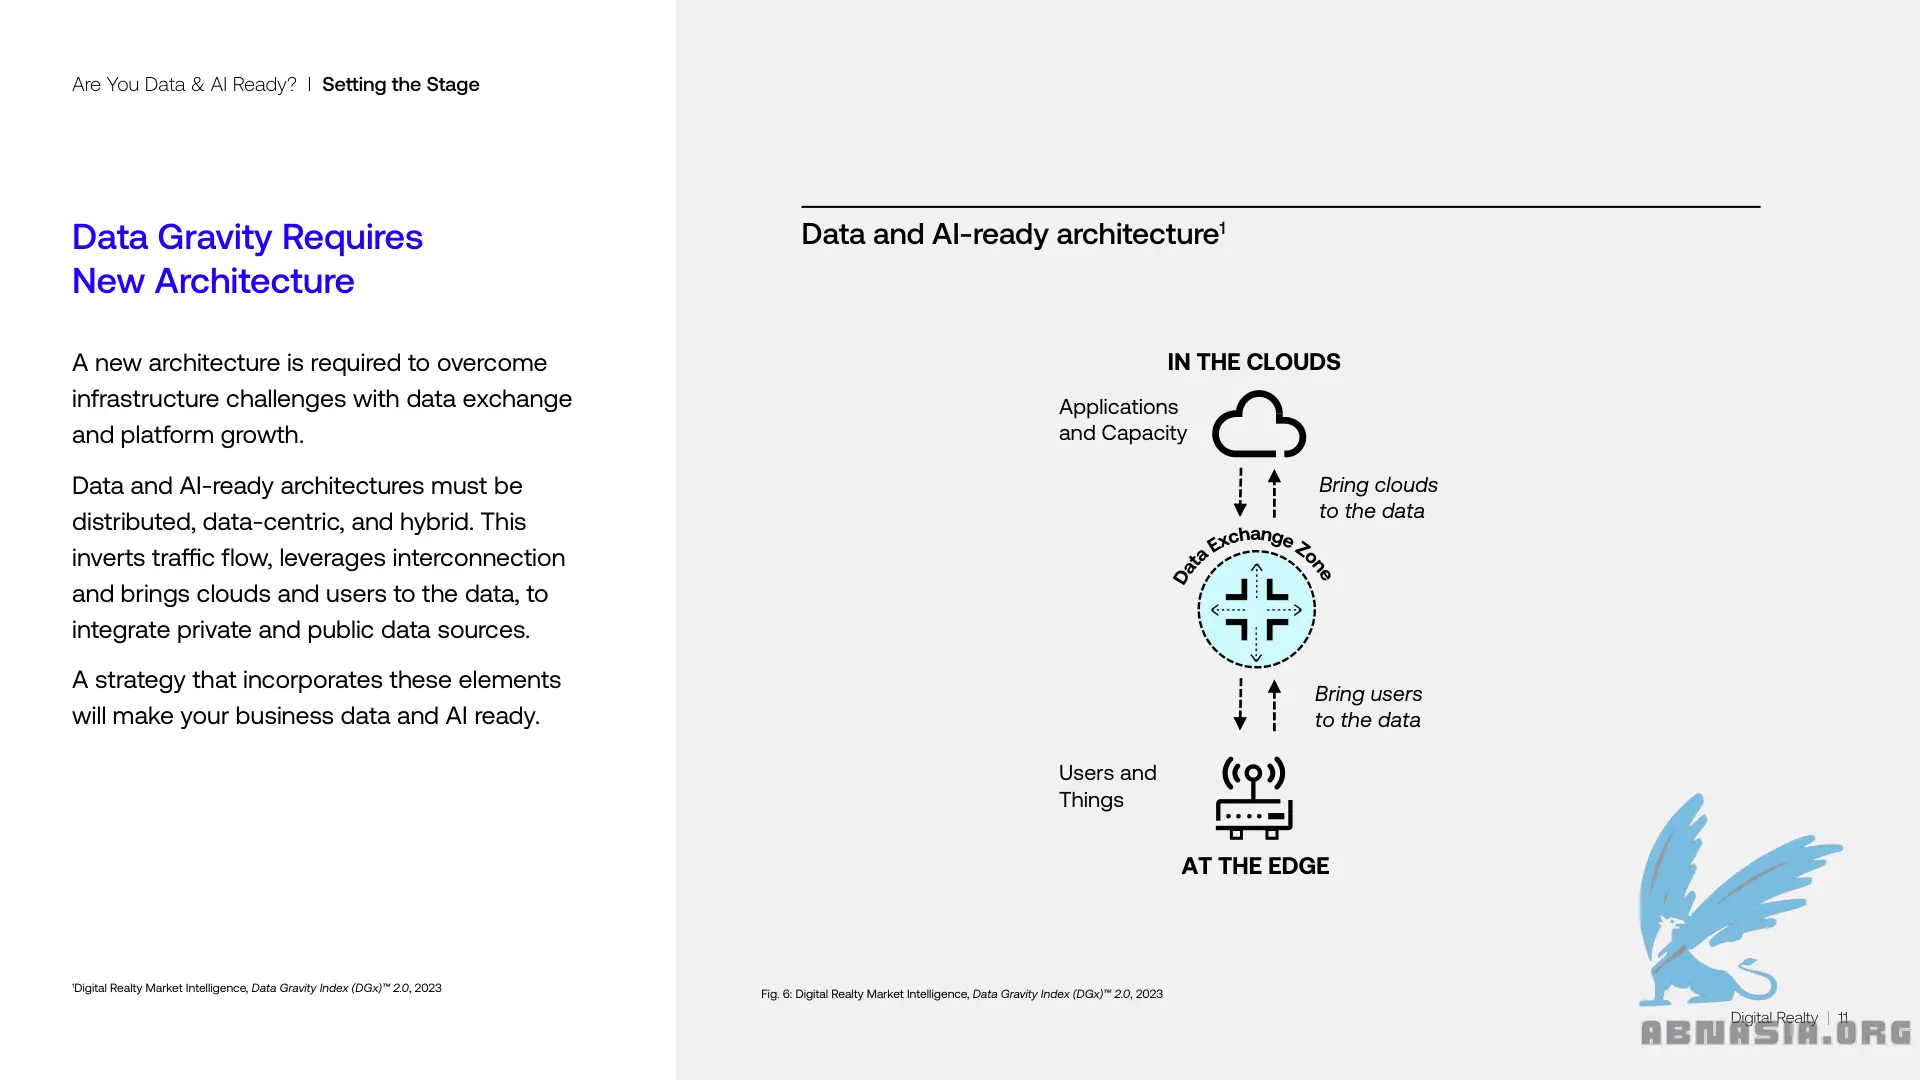 Are You Data & AI Ready? | Setting the Stage
Data Gravity Requires
New Architecture
A new architecture is required to overcome
infrastructure challenges with data exchange
and platform growth.
Data and AI-ready architectures must be
distributed, data-centric, and hybrid. This
inverts traffic flow, leverages interconnection
and brings clouds and users to the data, to
integrate private and public data sources.
A strategy that incorporates these elements
will make your business data and AI ready.
¹Digital Realty Market Intelligence, Data Gravity Index (DGx)™ 2.0, 2023
Data and AI-ready architecture¹
IN THE CLOUDS
Applications
and Capacity
Bring clouds
to the data
Data Exchange Zone
Bring users
to the data
Users and
Things
AT THE EDGE
Fig. 6: Digital Realty Market Intelligence, Data Gravity Index (DGx)™ 2.0, 2023
Digital Realty | 11
ABNASIA.ORG